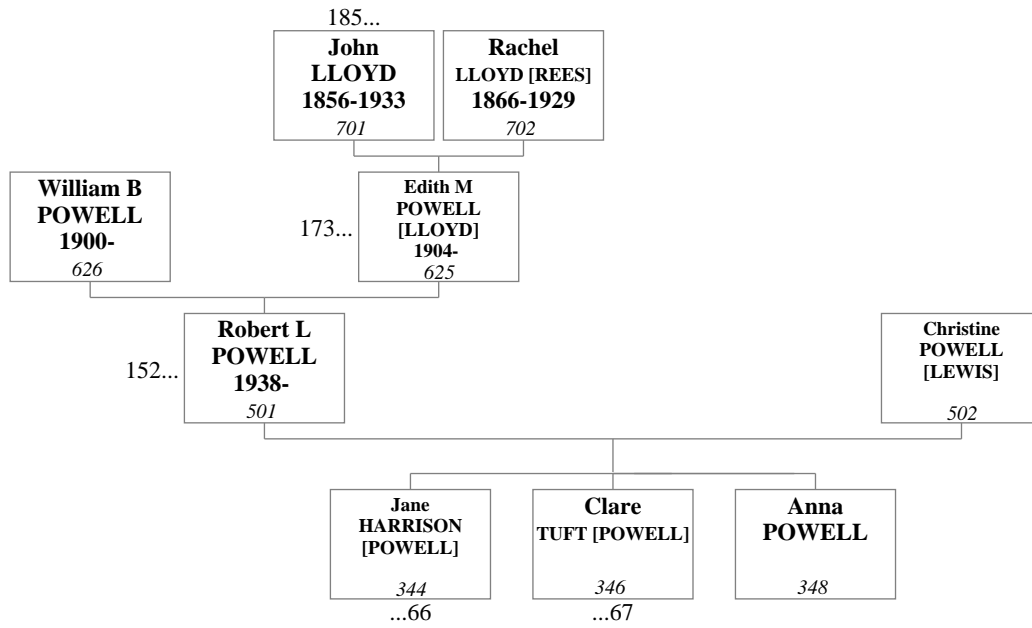 185...
John
LLOYD
1856-1933
701
Rachel
LLOYD [REES]
1866-1929
702
William B
POWELL
1900-
626
173...
Edith M
POWELL
[LLOYD]
1904-
625
152...
Robert L
POWELL
1938-
501
Christine
POWELL
[LEWIS]
502
Jane
HARRISON
[POWELL]
344
...66
Clare
TUFT [POWELL]
346
...67
Anna
POWELL
348